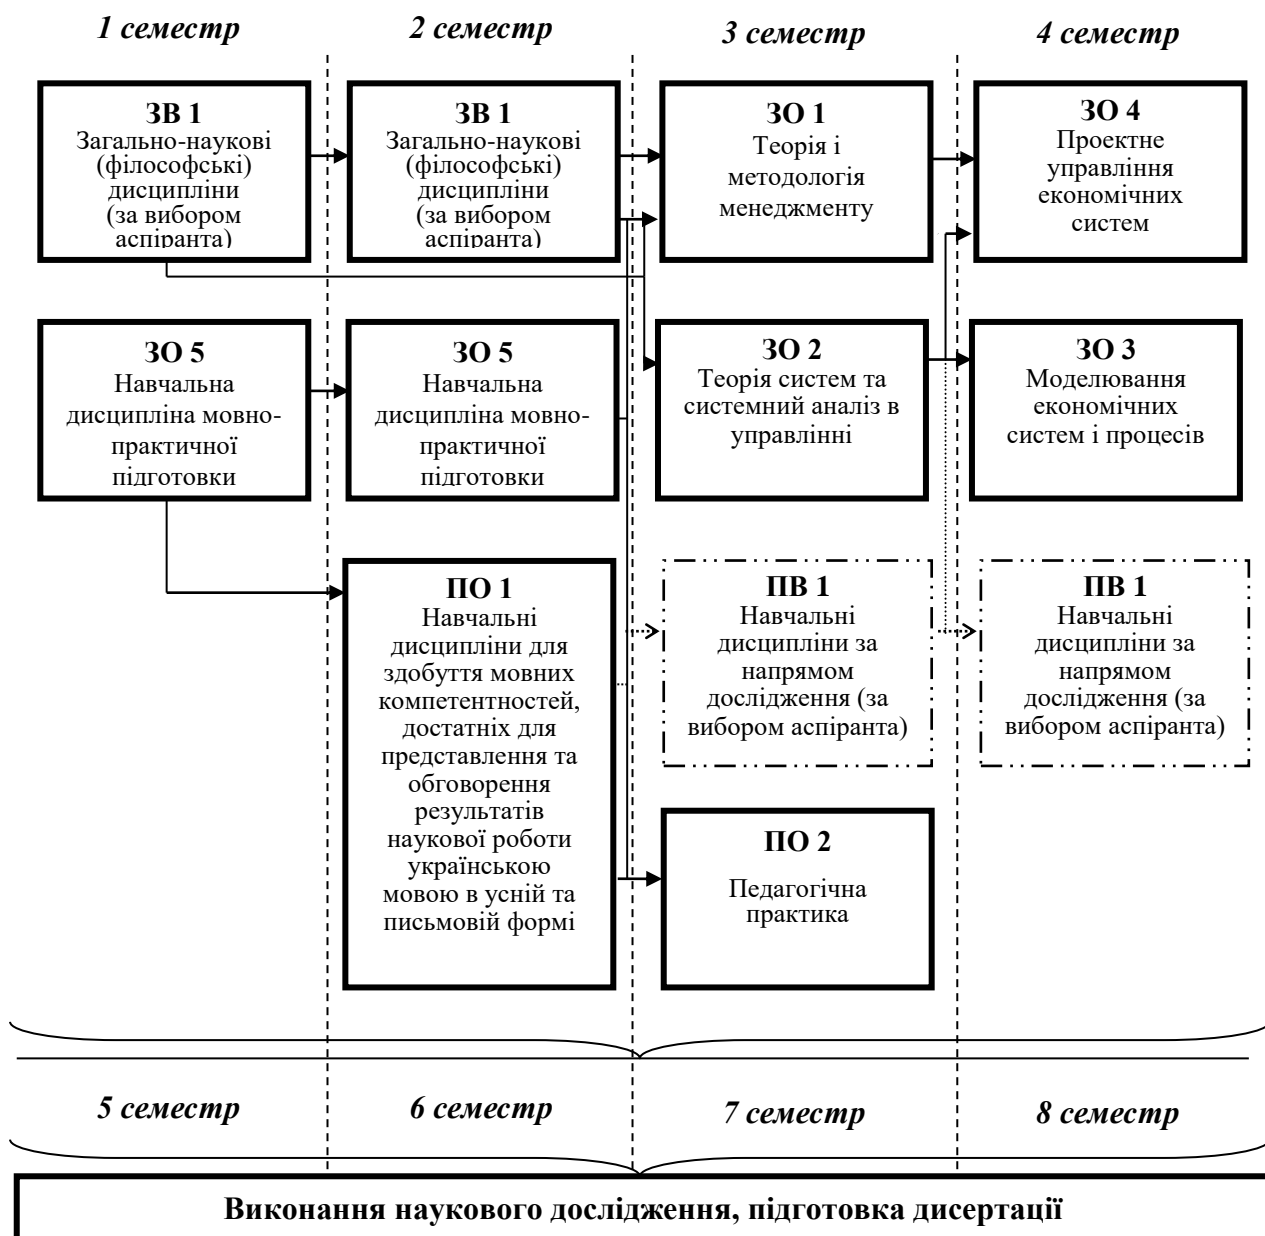 1 семестр
2 семестр
3 семестр
4 семестр
ЗВ 1
Загально-наукові
(філософські)
дисципліни
(за вибором
аспіранта)
ЗВ 1
Загально-наукові
(філософські)
дисципліни
(за вибором
аспіранта)
ЗО 1
Теорія і
методологія
менеджменту
ЗО 4
Проектне
управління
економічних
систем
ЗО 5
Навчальна
дисципліна мовно-
практичної
підготовки
ЗО 5
Навчальна
дисципліна мовно-
практичної
підготовки
ЗО 2
Теорія систем та
системний аналіз в
управлінні
ЗО 3
Моделювання
економічних
систем і процесів
ПО 1
Навчальні
дисципліни для
здобуття мовних
компетентностей,
достатніх для
представлення та
обговорення
результатів
наукової роботи
українською
мовою в усній та
письмовій формі
ПВ 1
Навчальні
дисципліни за
напрямом
дослідження (за
вибором аспіранта)
ПВ 1
Навчальні
дисципліни за
напрямом
дослідження (за
вибором аспіранта)
ПО 2
Педагогічна
практика
5 семестр
6 семестр
7 семестр
8 семестр
Виконання наукового дослідження, підготовка дисертації